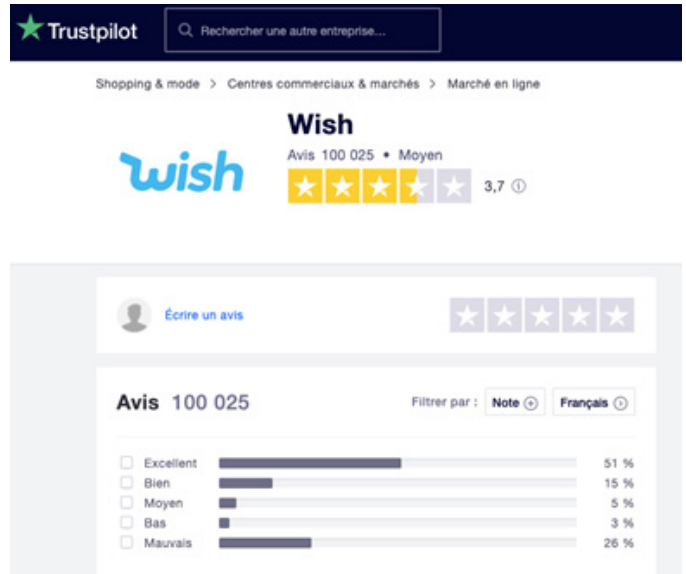 Trustpilot
Rechercher une autre entreprise...
Shopping & mode > Centres commerciaux & marchés > Marché en ligne
wish
Wish
Avis 100 025 • Moyen
3,7
Écrire un avis
Avis 100 025
Filtrer par : Note Français
Excellent 51 %
Bien 15 %
Moyen 5 %
Bas 3 %
Mauvais 26 %